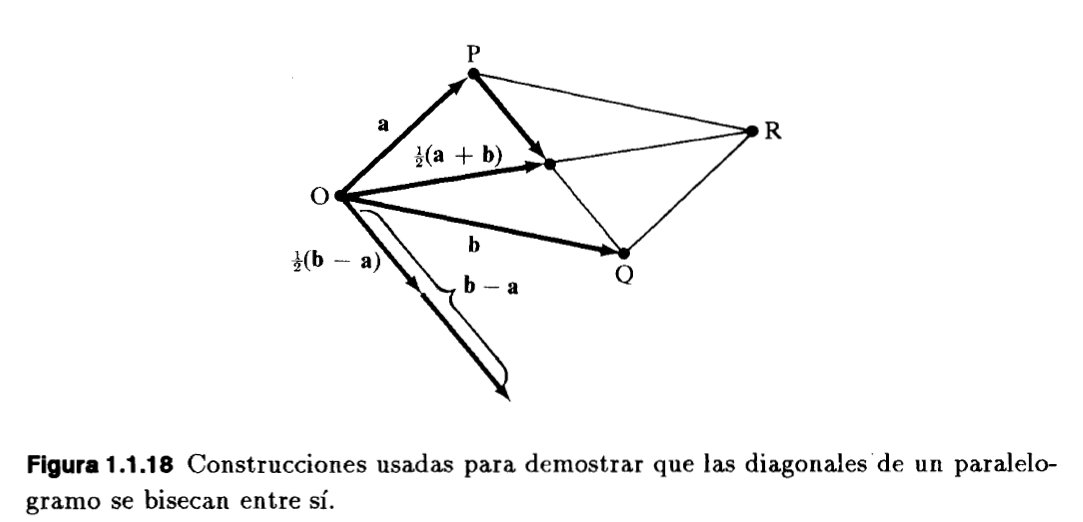 P
R
a
½(a + b)
O
b
½(b − a)
Q
b − a
Figura 1.1.18 Construcciones usadas para demostrar que las diagonales de un paralelo-
gramo se bisecan entre sí.